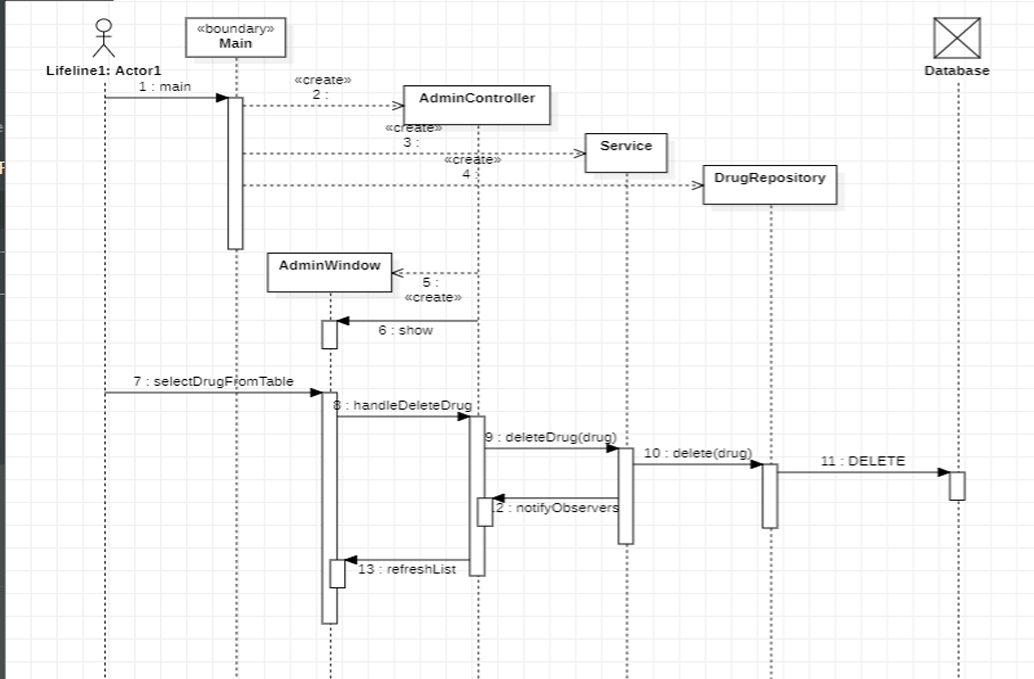 «boundary»
Main
Lifeline1: Actor1
Database
1 : main
«create»
2 :
AdminController
«create»
3 :
Service
«create»
4 :
DrugRepository
AdminWindow
5 :
«create»
6 : show
7 : selectDrugFromTable
8 : handleDeleteDrug
9 : deleteDrug(drug)
10 : delete(drug)
11 : DELETE
12 : notifyObservers
13 : refreshList